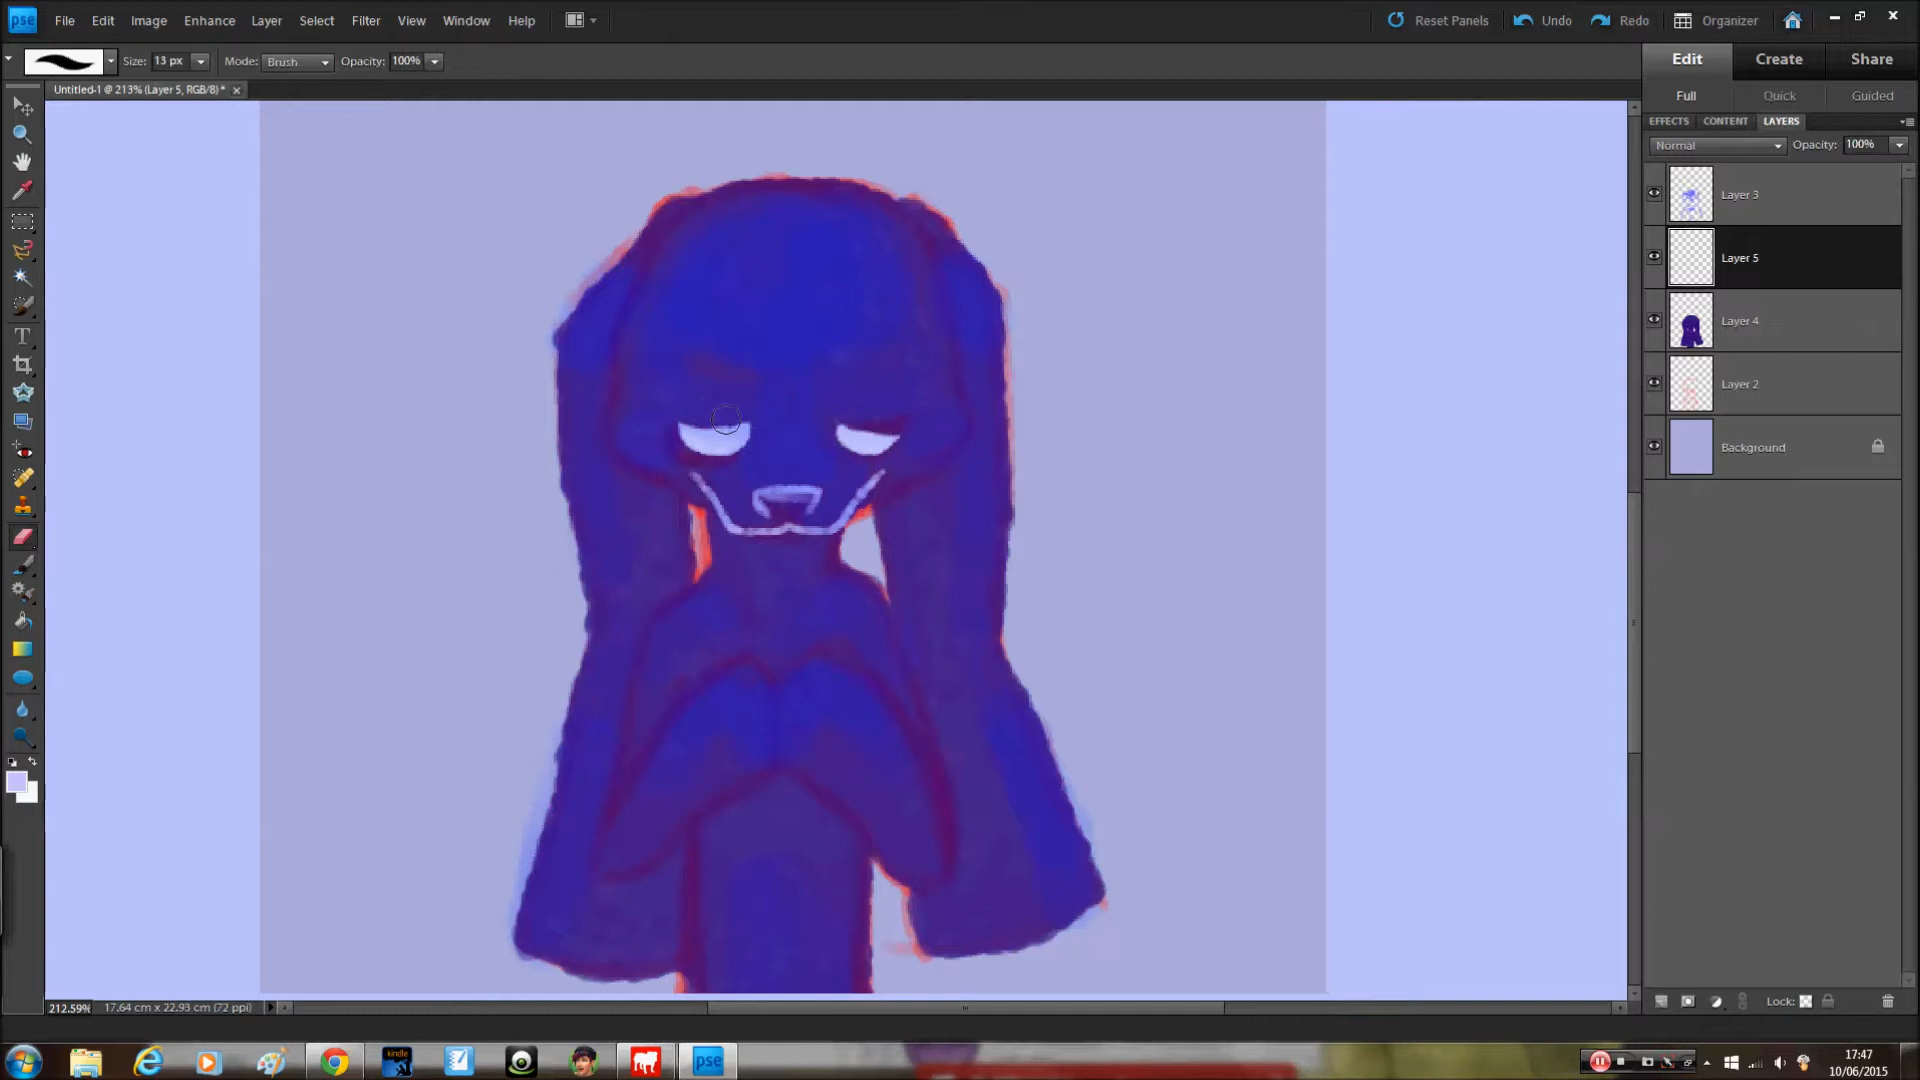 pse File Edit Image Enhance Layer Select Filter View Window Help Reset Panels Undo Redo Organizer
Size: 13 px Mode: Brush Opacity: 100% Edit Create Share
Untitled-1 @ 213% (Layer 5, RGB/8) * Full Quick Guided
EFFECTS CONTENT LAYERS
Normal Opacity: 100%
Layer 3
Layer 5
Layer 4
Layer 2
Background
T
212.59% 17.64 cm x 22.93 cm (72 ppi) Lock:
kindle pse 17:47
10/06/2015